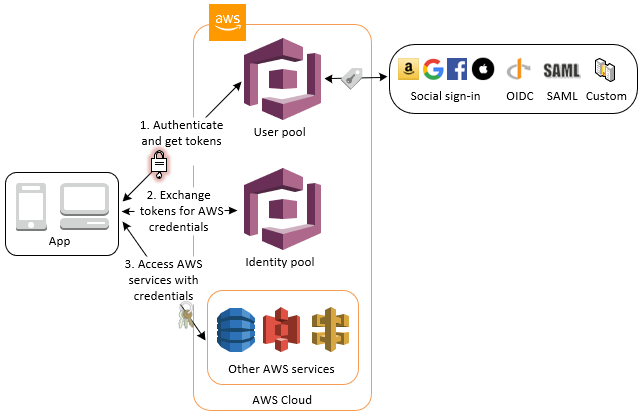 aws
1. Authenticate
and get tokens
User pool
a
G
f
SAML
Social sign-in
OIDC
SAML
Custom
App
2. Exchange
tokens for AWS
credentials
Identity pool
3. Access AWS
services with
credentials
Other AWS services
AWS Cloud